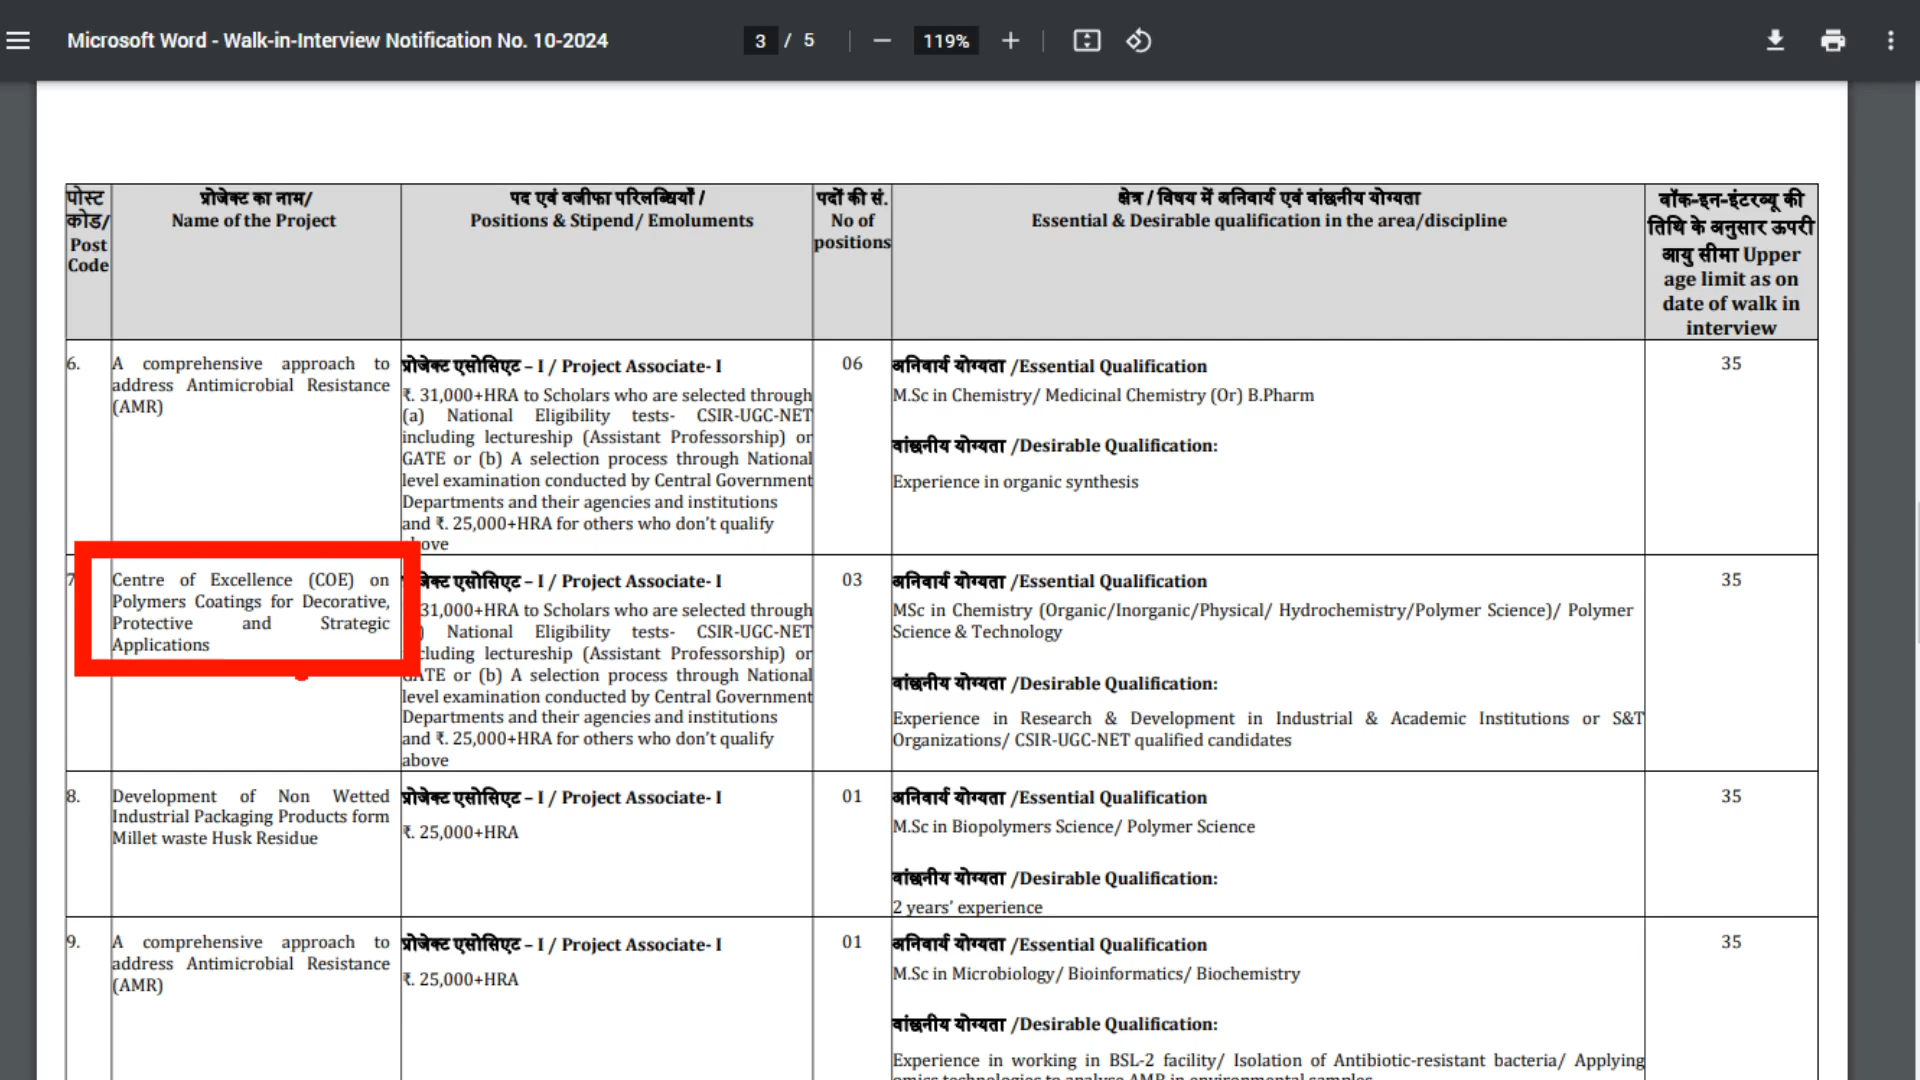 Microsoft Word - Walk-in-Interview Notification No. 10-2024
3 / 5
119%
पोस्ट कोड/ Post Code
प्रोजेक्ट का नाम/
Name of the Project
पद एवं वजीफा परिलब्धियाँ /
Positions & Stipend/ Emoluments
पदों की सं.
No of
positions
क्षेत्र / विषय में अनिवार्य एवं वांछनीय योग्यता
Essential & Desirable qualification in the area/discipline
वॉक-इन-इंटरव्यू की
तिथि के अनुसार ऊपरी
आयु सीमा Upper
age limit as on
date of walk in
interview
6.
A comprehensive approach to
address Antimicrobial Resistance
(AMR)
प्रोजेक्ट एसोसिएट – I / Project Associate- I
₹. 31,000+HRA to Scholars who are selected through
(a) National Eligibility tests- CSIR-UGC-NET
including lectureship (Assistant Professorship) or
GATE or (b) A selection process through National
level examination conducted by Central Government
Departments and their agencies and institutions
and ₹. 25,000+HRA for others who don’t qualify
06
अनिवार्य योग्यता /Essential Qualification
M.Sc in Chemistry/ Medicinal Chemistry (Or) B.Pharm
वांछनीय योग्यता /Desirable Qualification:
Experience in organic synthesis
35
7
Centre of Excellence (COE) on
Polymers Coatings for Decorative,
Protective and Strategic
Applications
एसोसिएट – I / Project Associate- I
31,000+HRA to Scholars who are selected through
National Eligibility tests- CSIR-UGC-NET
lectureship (Assistant Professorship) or
or (b) A selection process through National
level examination conducted by Central Government
Departments and their agencies and institutions
and ₹. 25,000+HRA for others who don’t qualify
above
03
अनिवार्य योग्यता /Essential Qualification
MSc in Chemistry (Organic/Inorganic/Physical/ Hydrochemistry/Polymer Science)/ Polymer
Science & Technology
वांछनीय योग्यता /Desirable Qualification:
Experience in Research & Development in Industrial & Academic Institutions or S&T
Organizations/ CSIR-UGC-NET qualified candidates
35
8.
Development of Non Wetted
Industrial Packaging Products form
Millet waste Husk Residue
प्रोजेक्ट एसोसिएट – I / Project Associate- I
₹. 25,000+HRA
01
अनिवार्य योग्यता /Essential Qualification
M.Sc in Biopolymers Science/ Polymer Science
वांछनीय योग्यता /Desirable Qualification:
2 years’ experience
35
9.
A comprehensive approach to
address Antimicrobial Resistance
(AMR)
प्रोजेक्ट एसोसिएट – I / Project Associate- I
₹. 25,000+HRA
01
अनिवार्य योग्यता /Essential Qualification
M.Sc in Microbiology/ Bioinformatics/ Biochemistry
वांछनीय योग्यता /Desirable Qualification:
Experience in working in BSL-2 facility/ Isolation of Antibiotic-resistant bacteria/ Applying
omics technologies to analyse AMR in environmental samples
35